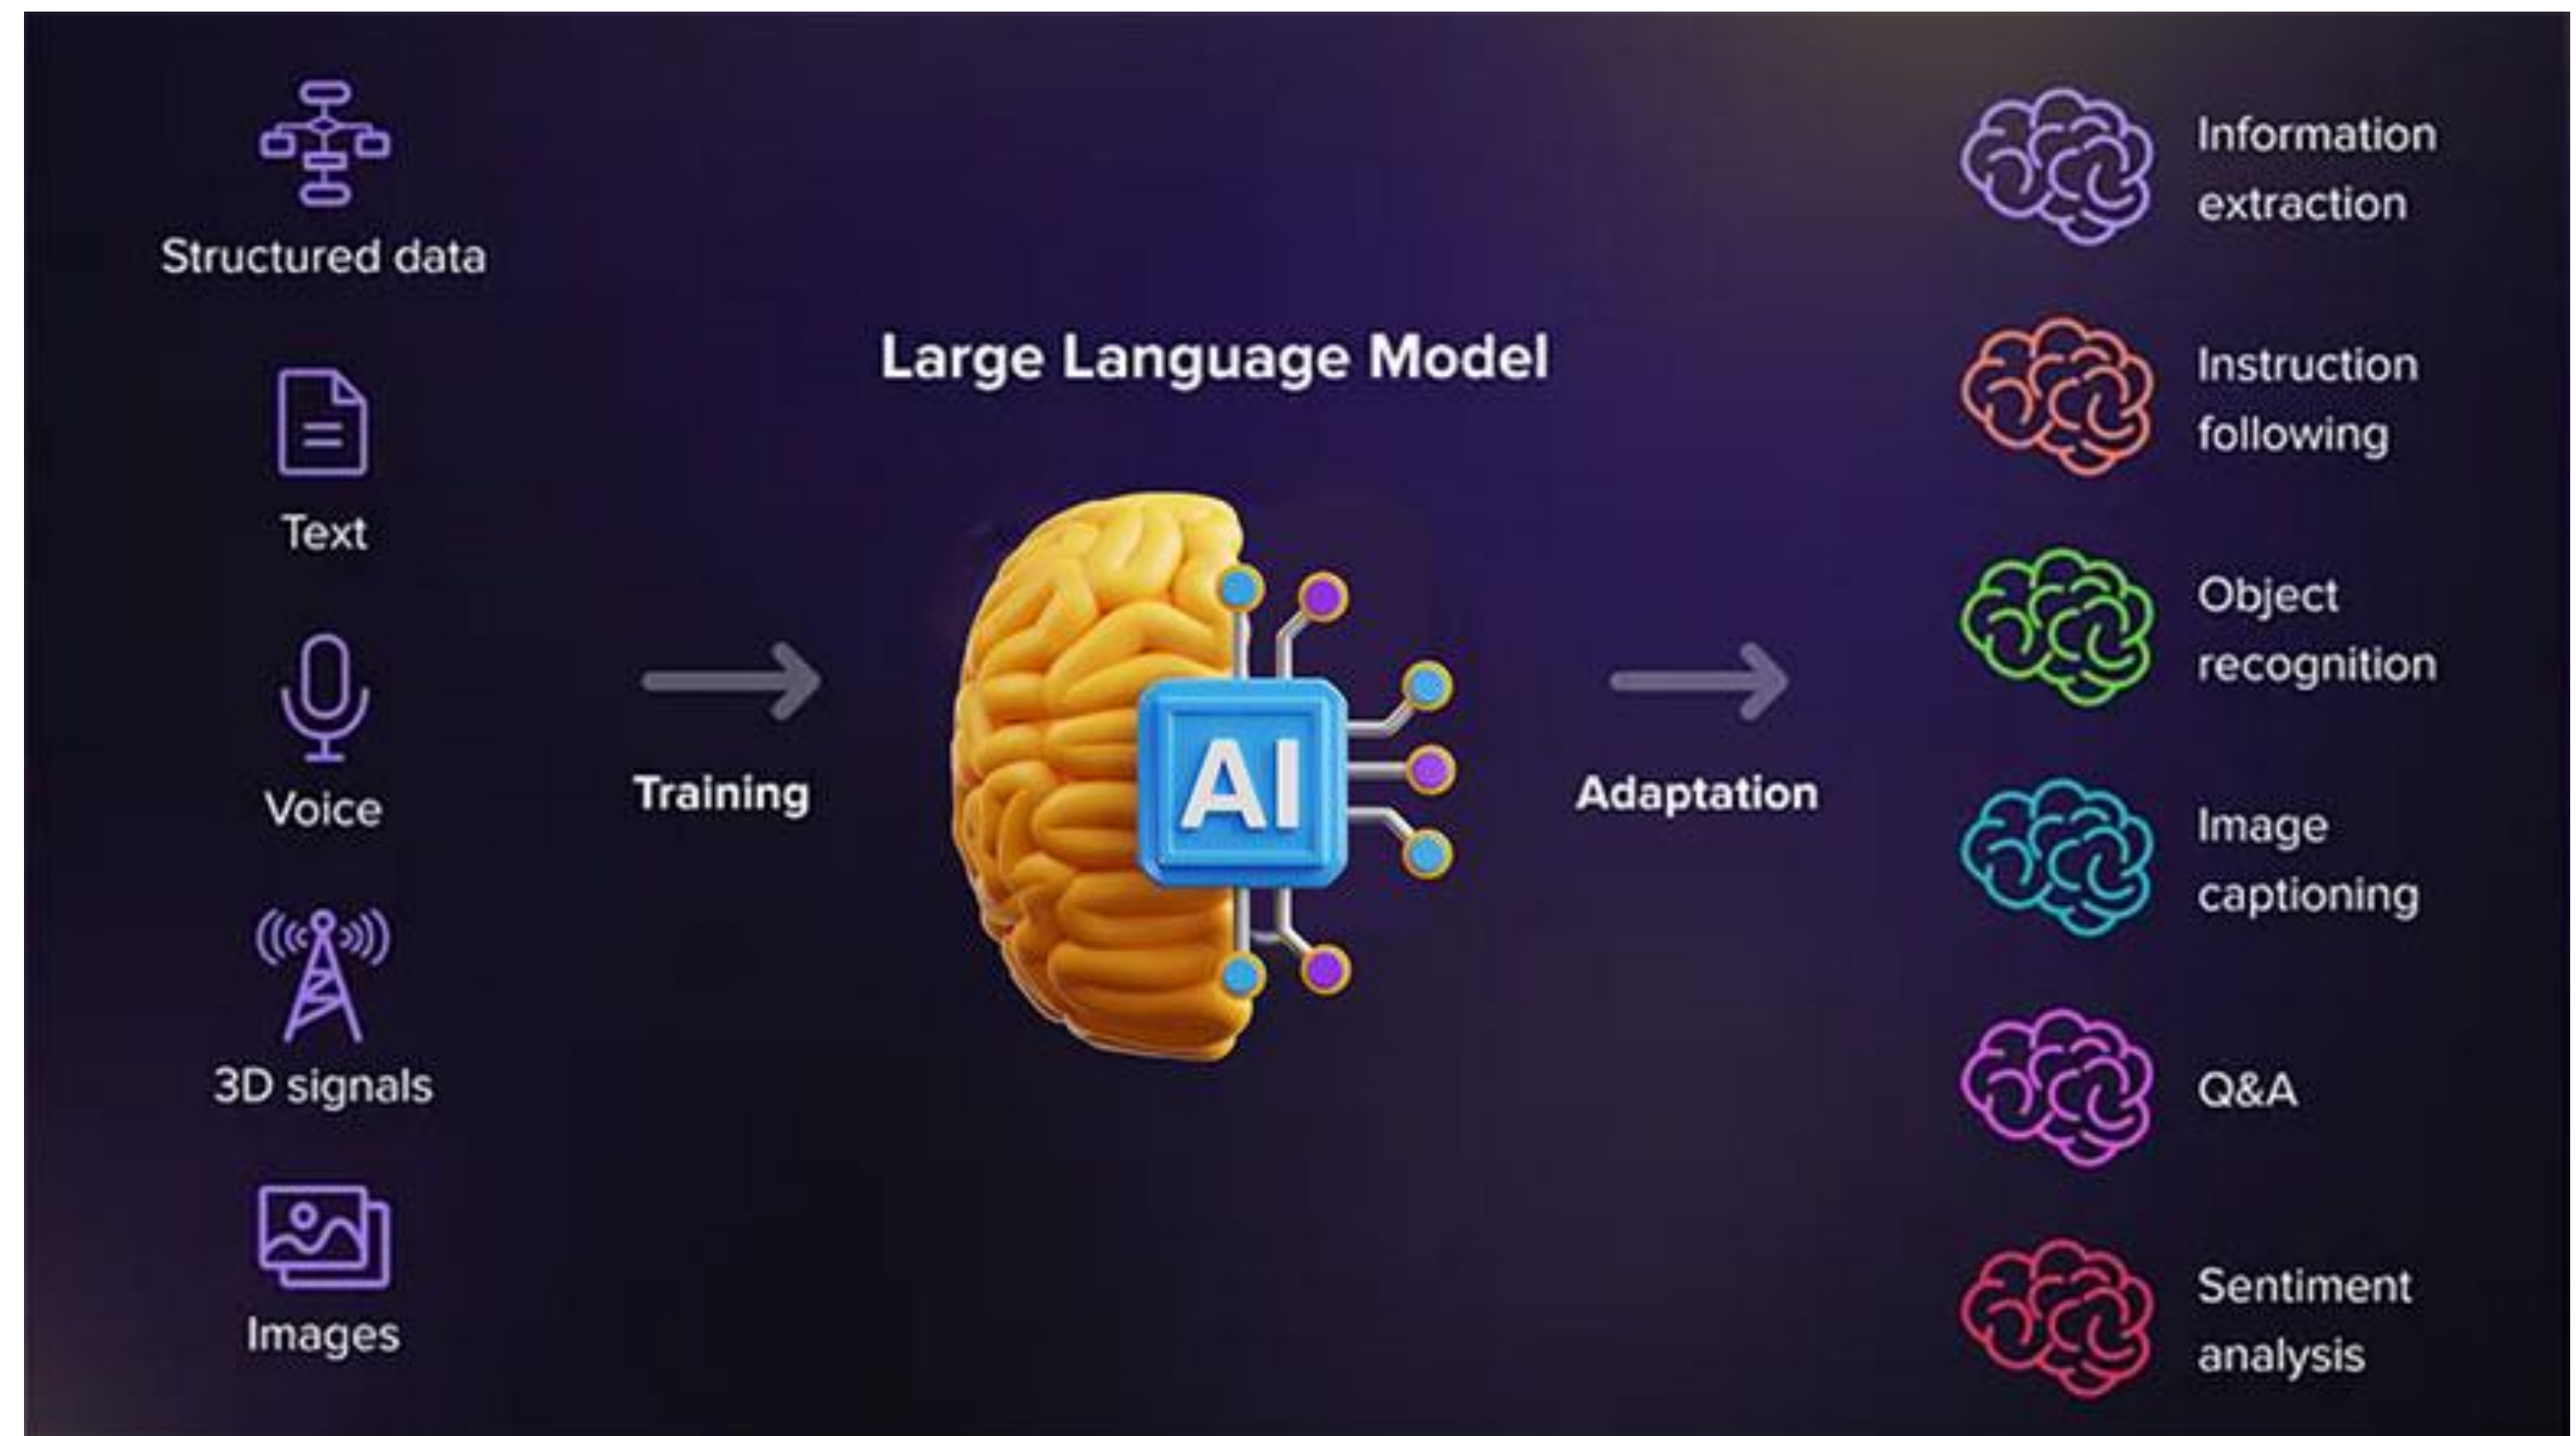 Structured data
Text
Voice
3D signals
Images
Training
Large Language Model
AI
Adaptation
Information
extraction
Instruction
following
Object
recognition
Image
captioning
Q&A
Sentiment
analysis